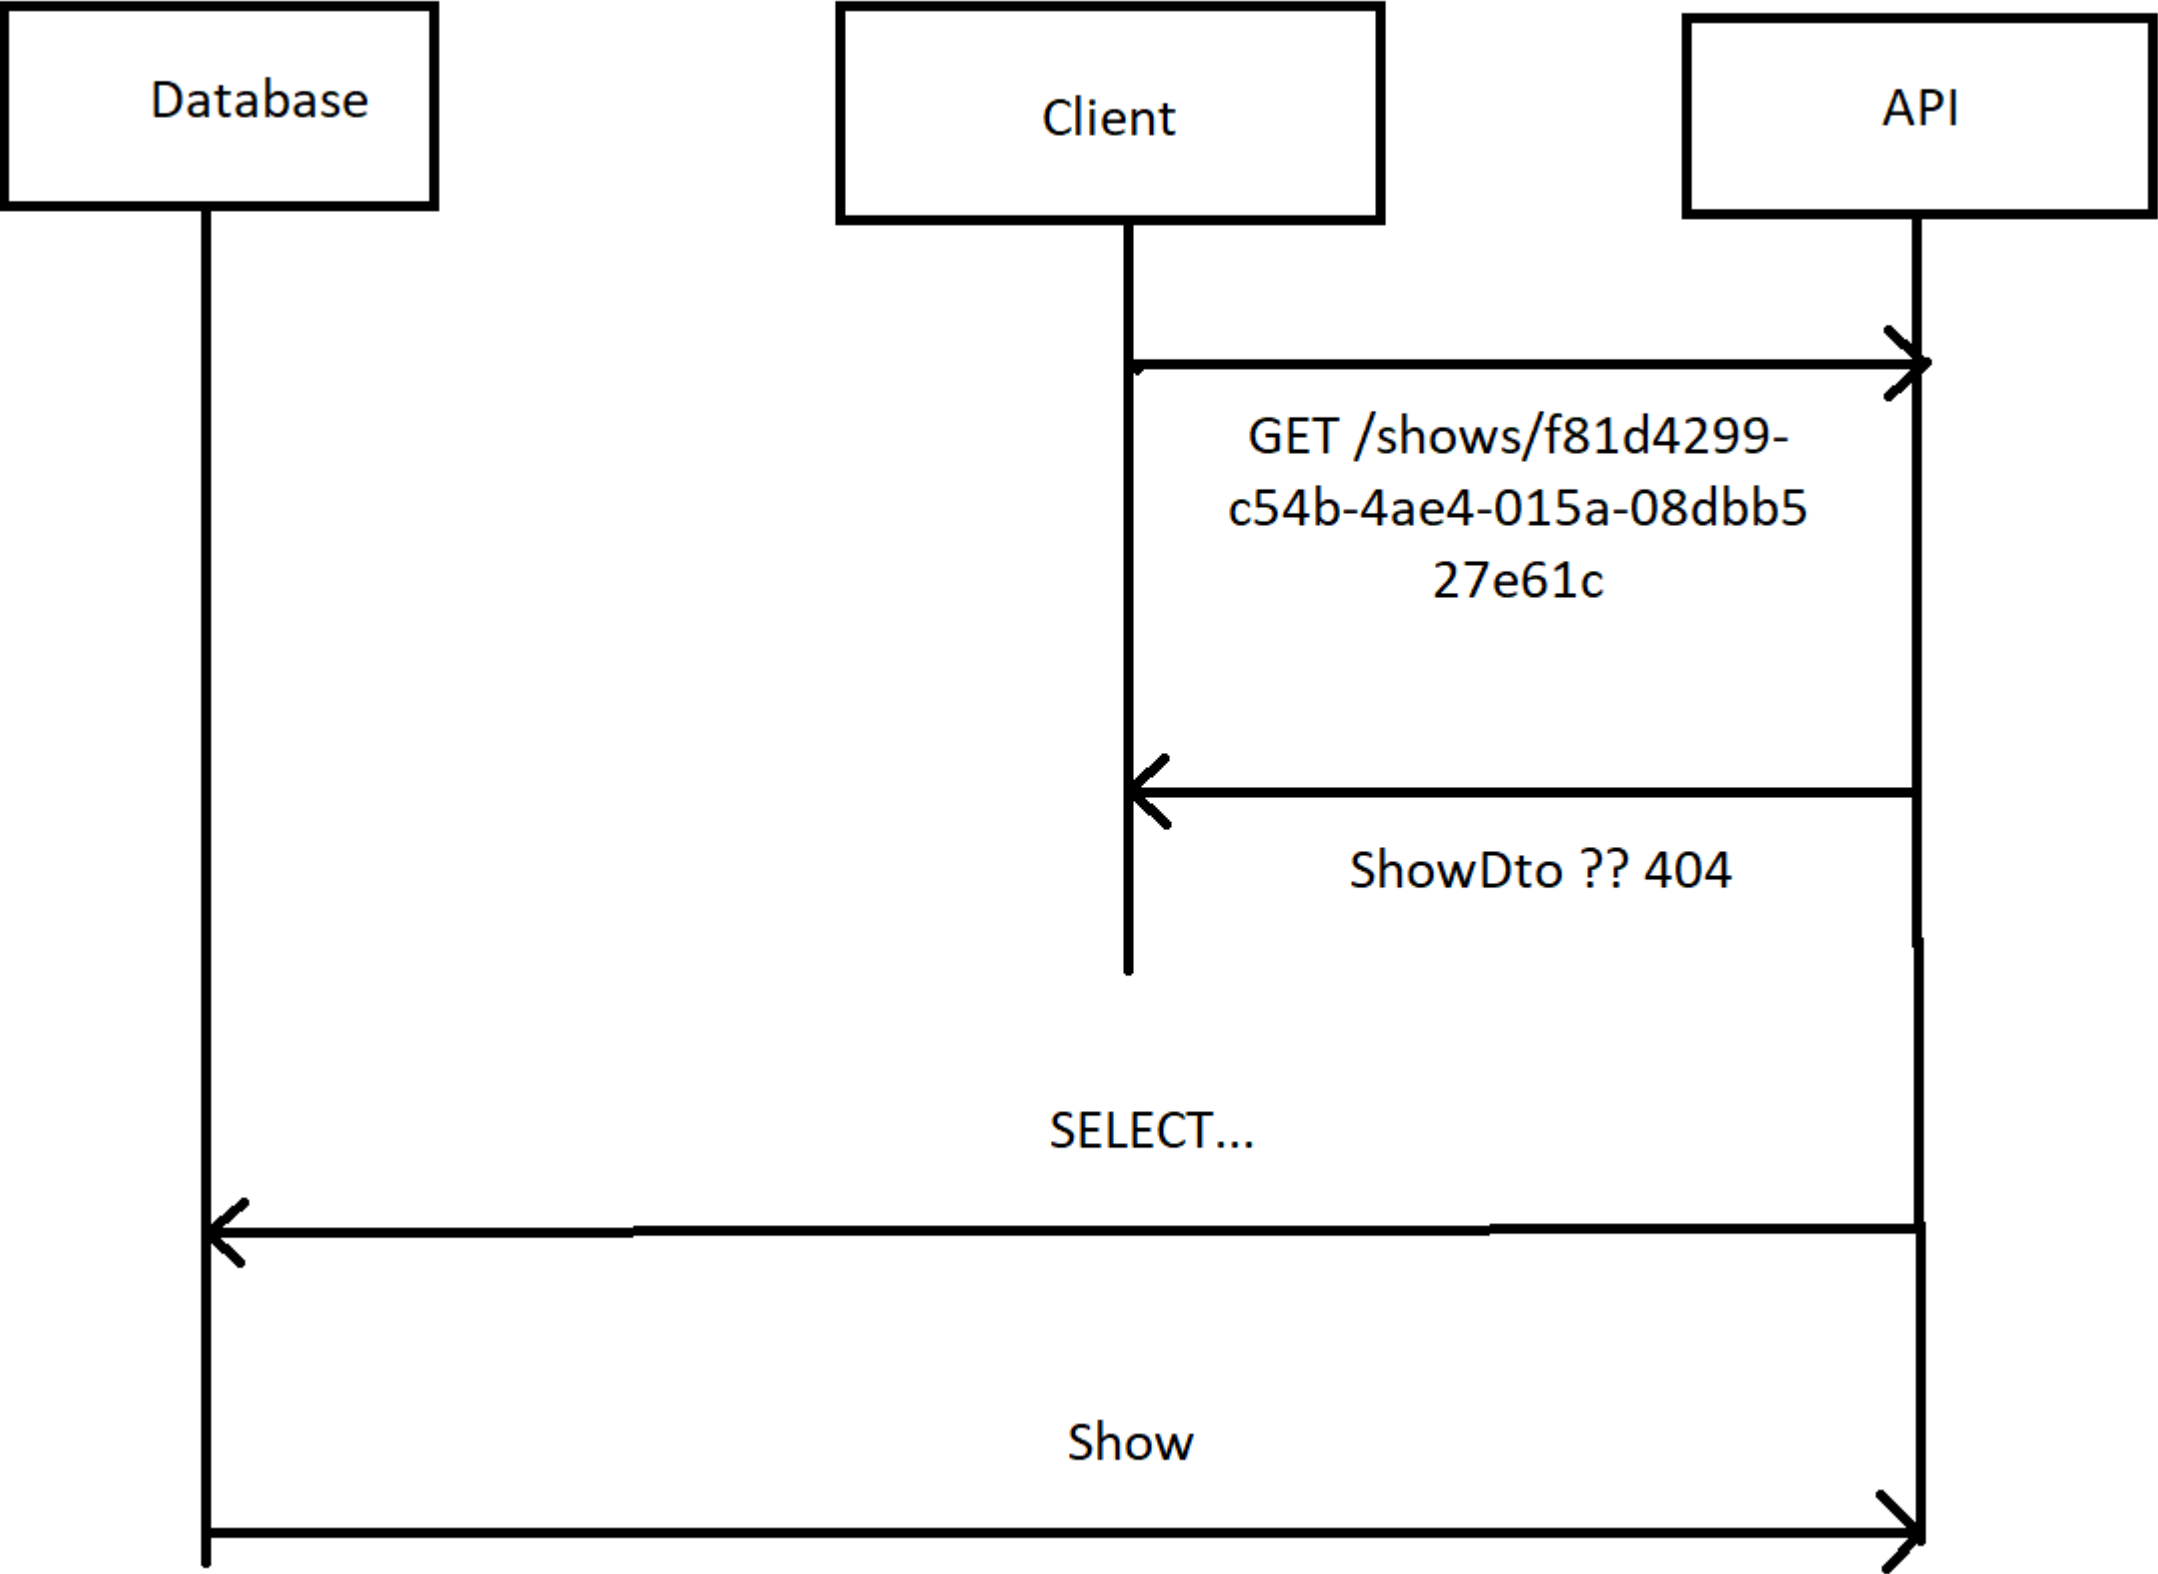 Database
Client
API
GET /shows/f81d4299-
c54b-4ae4-015a-08dbb5
27e61c
ShowDto ?? 404
SELECT...
Show